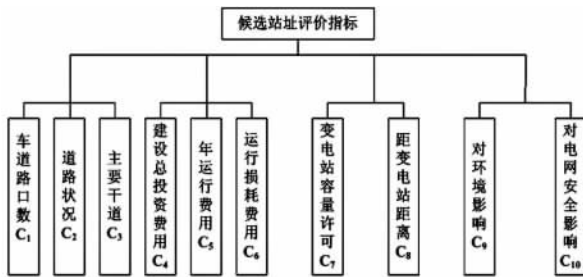 候选站址评价指标
车道路口数C₁
道路状况C₂
主要干道C₃
建设总投资费用C₄
年运行费用C₅
运行损耗费用C₆
变电站容量许可C₇
距变电站距离C₈
对环境影响C₉
对电网安全影响C₁₀